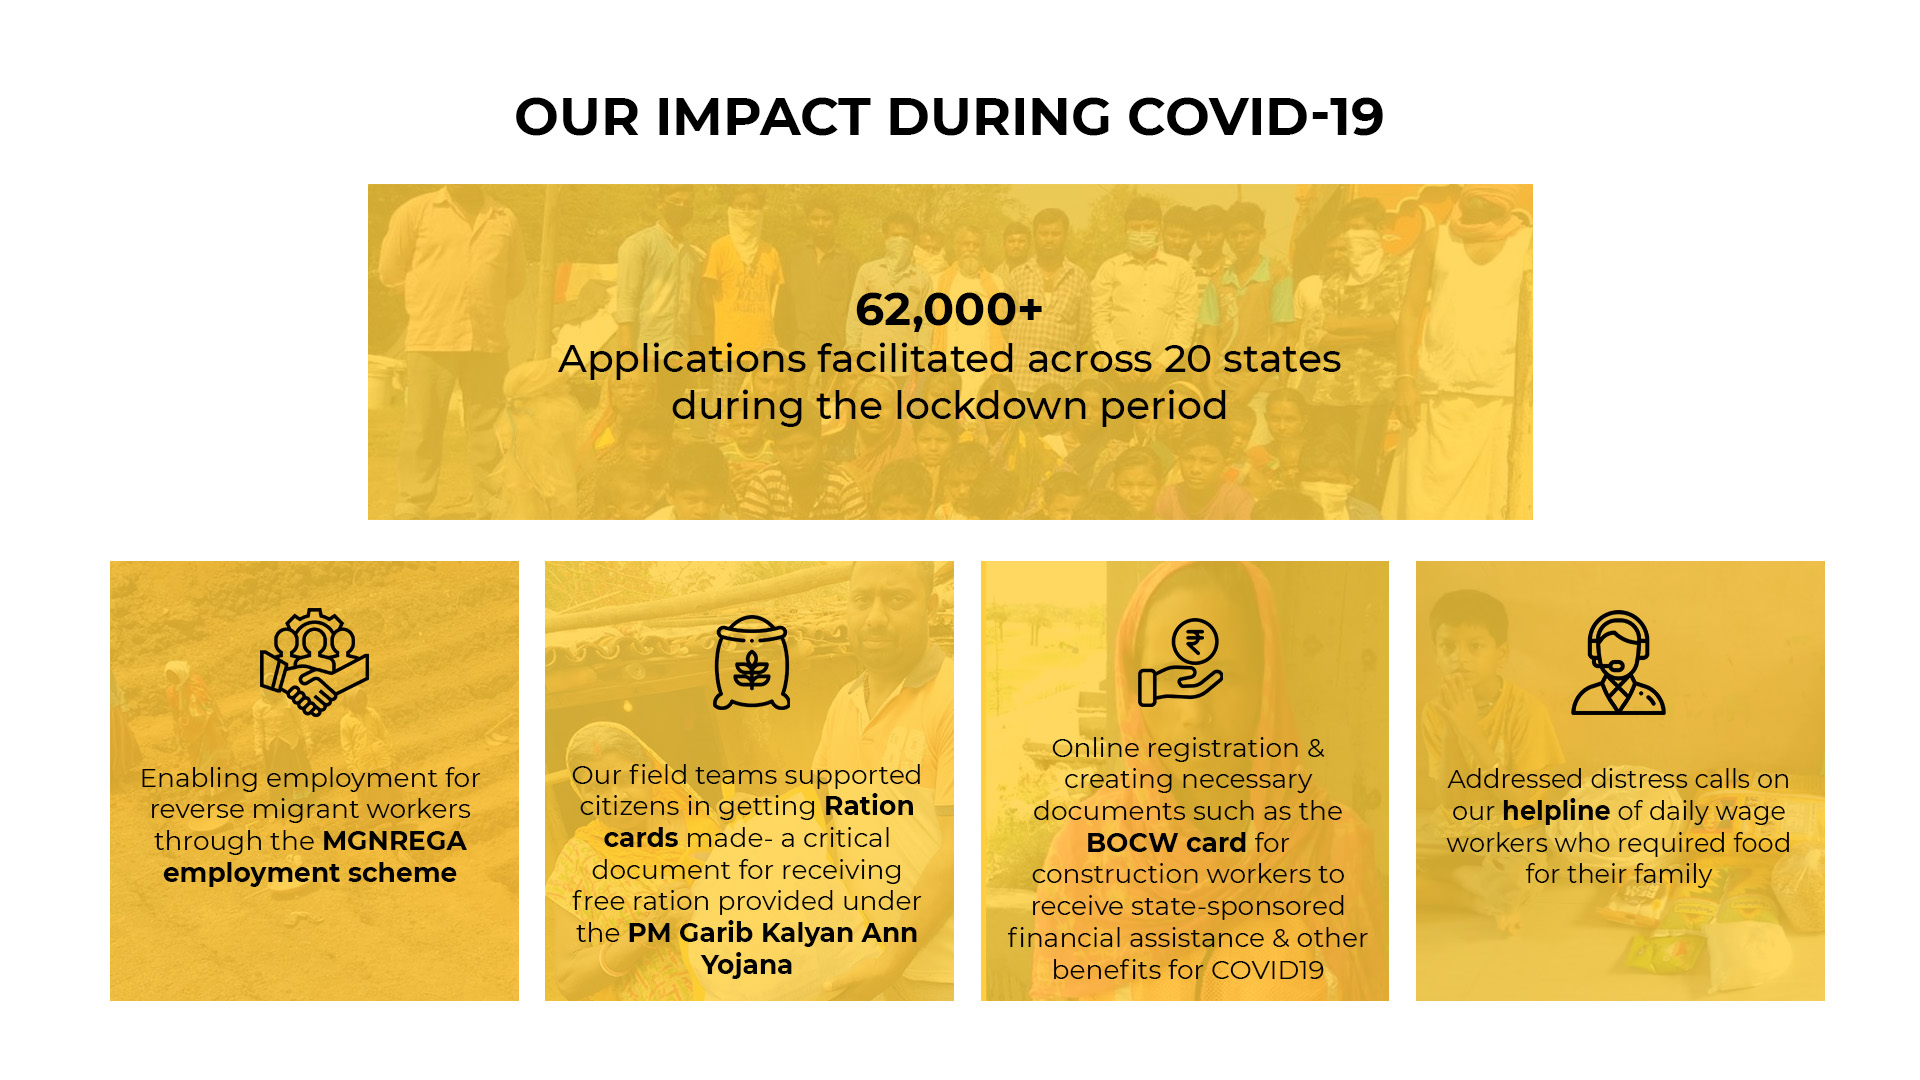 OUR IMPACT DURING COVID-19
62,000+
Applications facilitated across 20 states
during the lockdown period
Enabling employment for
reverse migrant workers
through the MGNREGA
employment scheme
Our field teams supported
citizens in getting Ration
cards made- a critical
document for receiving
free ration provided under
the PM Garib Kalyan Ann
Yojana
Online registration &
creating necessary
documents such as the
BOCW card for
construction workers to
receive state-sponsored
financial assistance & other
benefits for COVID19
Addressed distress calls on
our helpline of daily wage
workers who required food
for their family